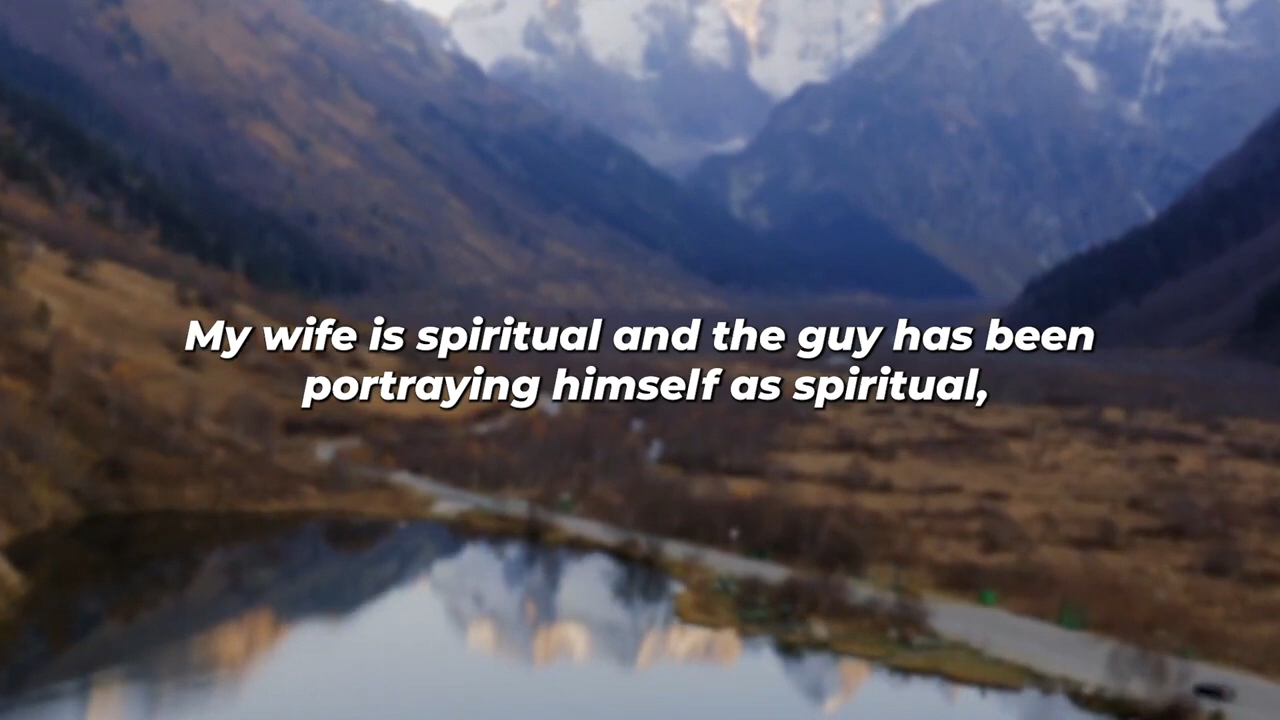 My wife is spiritual and the guy has been
portraying himself as spiritual,